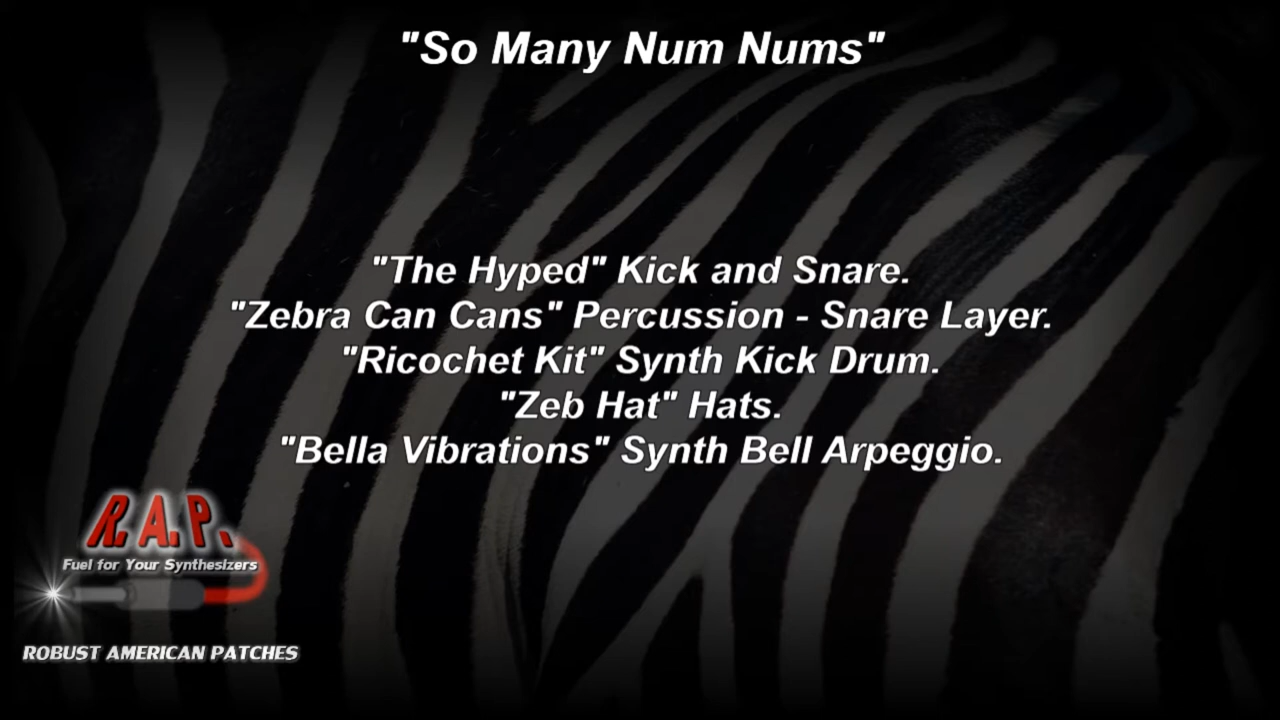 "So Many Num Nums"
"The Hyped" Kick and Snare.
"Zebra Can Cans" Percussion - Snare Layer.
"Ricochet Kit" Synth Kick Drum.
"Zeb Hat" Hats.
"Bella Vibrations" Synth Bell Arpeggio.
R.A.P.
Fuel for Your Synthesizers
ROBUST AMERICAN PATCHES